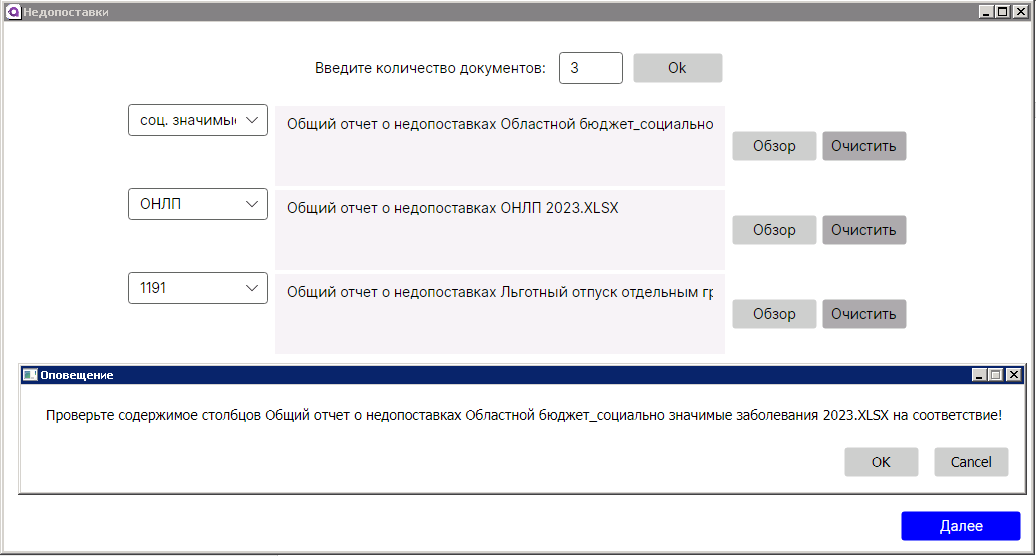 Недопоставки
Введите количество документов: 3 Ok
соц. значимые
Общий отчет о недопоставках Областной бюджет_социально
Обзор Очистить
ОНЛП
Общий отчет о недопоставках ОНЛП 2023.XLSX
Обзор Очистить
1191
Общий отчет о недопоставках Льготный отпуск отдельным гр
Обзор Очистить
Оповещение
Проверьте содержимое столбцов Общий отчет о недопоставках Областной бюджет_социально значимые заболевания 2023.XLSX на соответствие!
OK Cancel
Далее